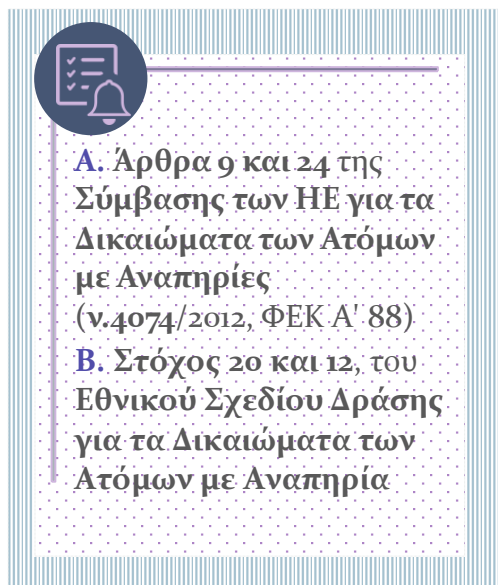 Α. Άρθρα 9 και 24 της
Σύμβασης των ΗΕ για τα
Δικαιώματα των Ατόμων
με Αναπηρίες
(ν.4074/2012, ΦΕΚ Α' 88)
Β. Στόχος 20 και 12, του
Εθνικού Σχεδίου Δράσης
για τα Δικαιώματα των
Ατόμων με Αναπηρία